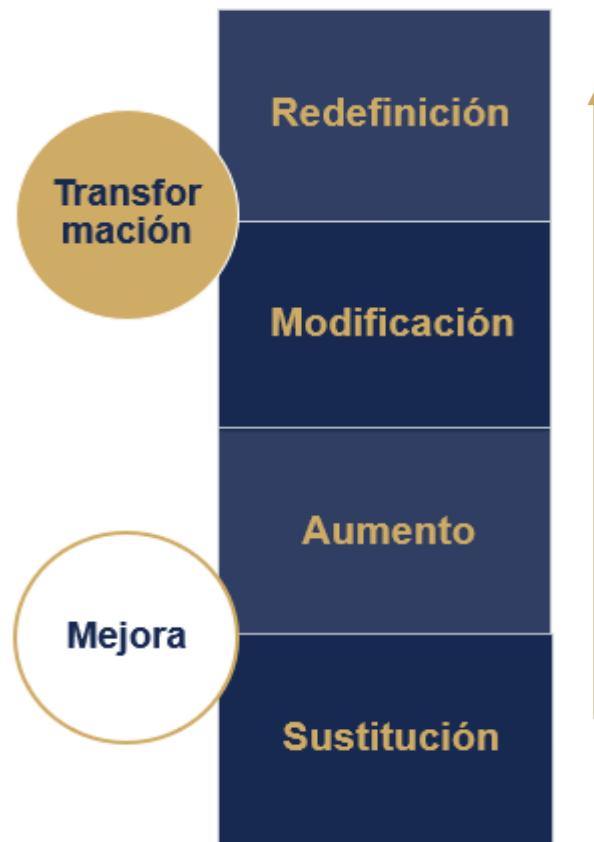 Redefinición
Transfor
mación
Modificación
Aumento
Mejora
Sustitución